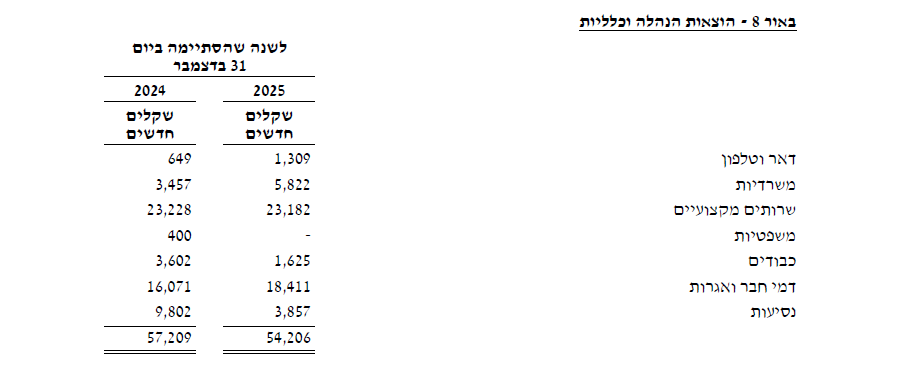 באור 8 - הוצאות הנהלה וכלליות
לשנה שהסתיימה ביום
31 בדצמבר
2025 2024
שקלים חדשים שקלים חדשים
דאר וטלפון 1,309 649
משרדיות 5,822 3,457
שרותים מקצועיים 23,182 23,228
משפטיות - 400
כבודים 1,625 3,602
דמי חבר ואגרות 18,411 16,071
נסיעות 3,857 9,802
54,206 57,209